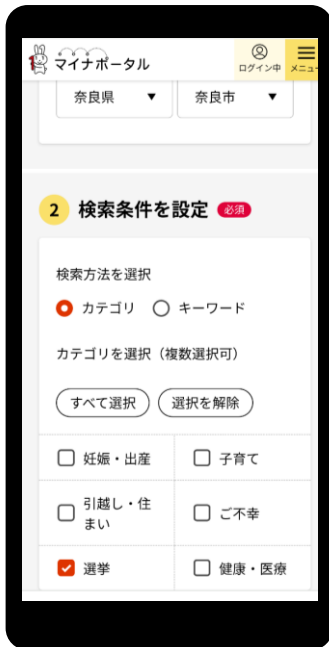 マイナポータル
ログイン中
メニュー
奈良県 ▼
奈良市 ▼
2 検索条件を設定 必須
検索方法を選択
カテゴリ キーワード
カテゴリを選択（複数選択可）
すべて選択 選択を解除
妊娠・出産 子育て
引越し・住
まい
ご不幸
選挙 健康・医療